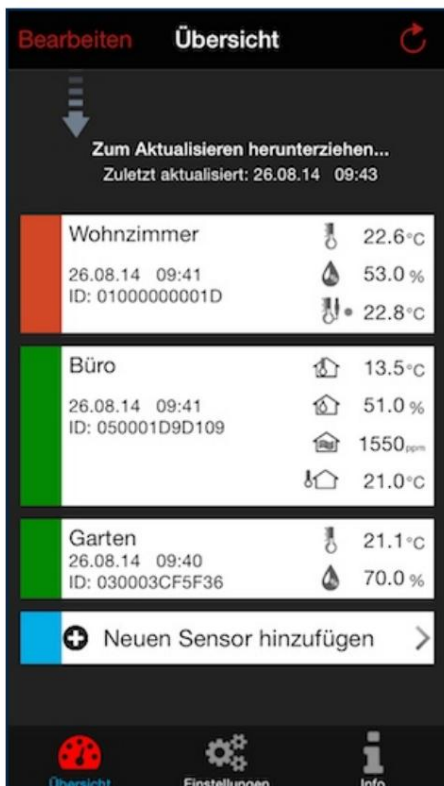 Bearbeiten Übersicht
Zum Aktualisieren herunterziehen...
Zuletzt aktualisiert: 26.08.14 09:43
Wohnzimmer 22.6°C
26.08.14 09:41 53.0 %
ID: 01000000001D 22.8°C
Büro 13.5°C
26.08.14 09:41 51.0 %
ID: 050001D9D109 1550 ppm
21.0°C
Garten 21.1°C
26.08.14 09:40
ID: 030003CF5F36 70.0 %
Neuen Sensor hinzufügen
Übersicht Einstellungen Info